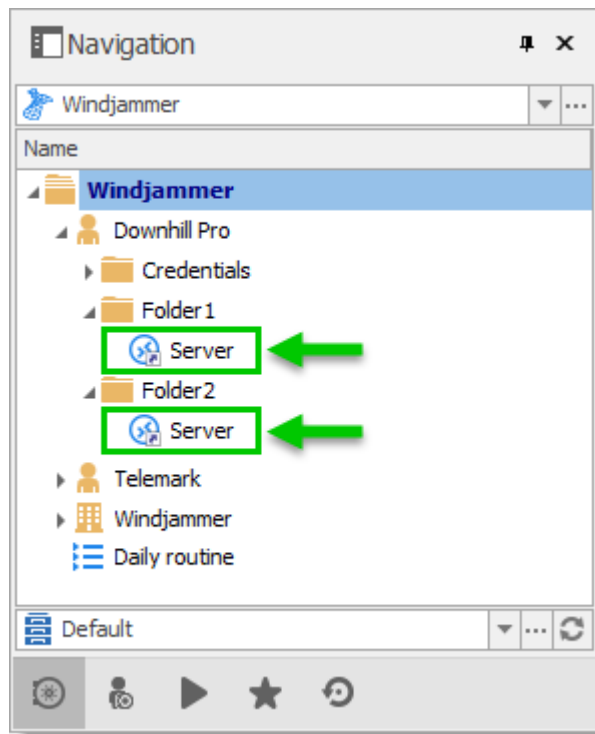 Navigation
Windjammer
Name
Windjammer
Downhill Pro
Credentials
Folder1
Server
Folder2
Server
Telemark
Windjammer
Daily routine
Default